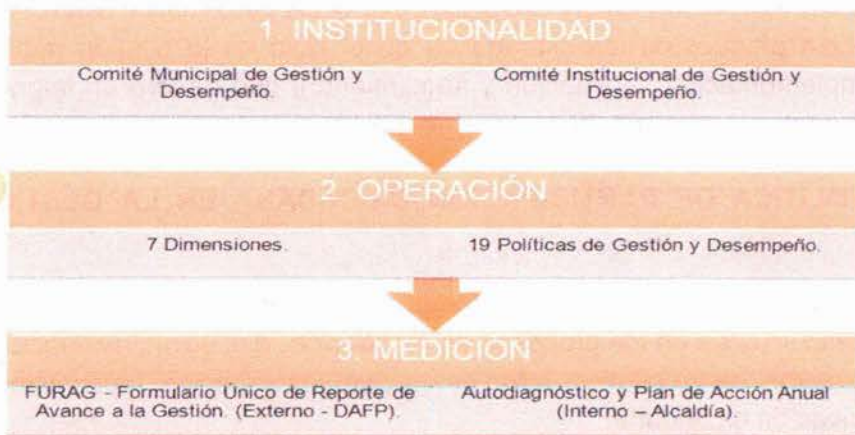 1. INSTITUCIONALIDAD
Comité Municipal de Gestión y
Desempeño.
Comité Institucional de Gestión y
Desempeño.
2. OPERACIÓN
7 Dimensiones.
19 Políticas de Gestión y Desempeño.
3. MEDICIÓN
FURAG - Formulario Único de Reporte de
Avance a la Gestión. (Externo - DAFP).
Autodiagnóstico y Plan de Acción Anual
(Interno – Alcaldía).